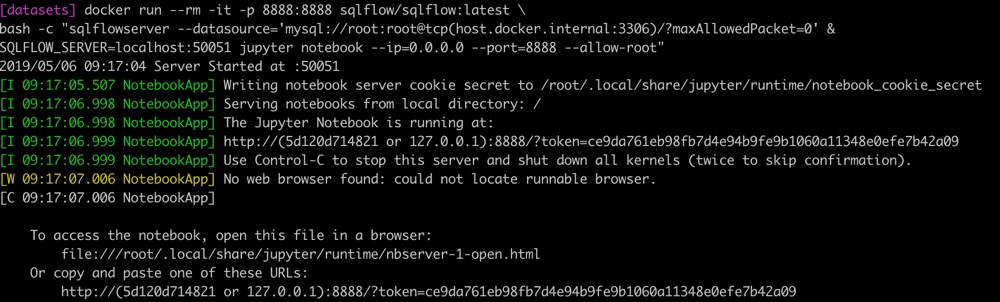 [datasets] docker run --rm -it -p 8888:8888 sqlflow/sqlflow:latest \
bash -c "sqlflowserver --datasource='mysql://root:root@tcp(host.docker.internal:3306)/?maxAllowedPacket=0' &
SQLFLOW_SERVER=localhost:50051 jupyter notebook --ip=0.0.0.0 --port=8888 --allow-root"
2019/05/06 09:17:04 Server Started at :50051
[I 09:17:05.507 NotebookApp] Writing notebook server cookie secret to /root/.local/share/jupyter/runtime/notebook_cookie_secret
[I 09:17:06.998 NotebookApp] Serving notebooks from local directory: /
[I 09:17:06.998 NotebookApp] The Jupyter Notebook is running at:
[I 09:17:06.999 NotebookApp] http://(5d120d714821 or 127.0.0.1):8888/?token=ce9da761eb98fb7d4e94b9fe9b1060a11348e0efe7b42a09
[I 09:17:06.999 NotebookApp] Use Control-C to stop this server and shut down all kernels (twice to skip confirmation).
[W 09:17:07.006 NotebookApp] No web browser found: could not locate runnable browser.
[C 09:17:07.006 NotebookApp]
To access the notebook, open this file in a browser:
file:///root/.local/share/jupyter/runtime/nbserver-1-open.html
Or copy and paste one of these URLs:
http://(5d120d714821 or 127.0.0.1):8888/?token=ce9da761eb98fb7d4e94b9fe9b1060a11348e0efe7b42a09